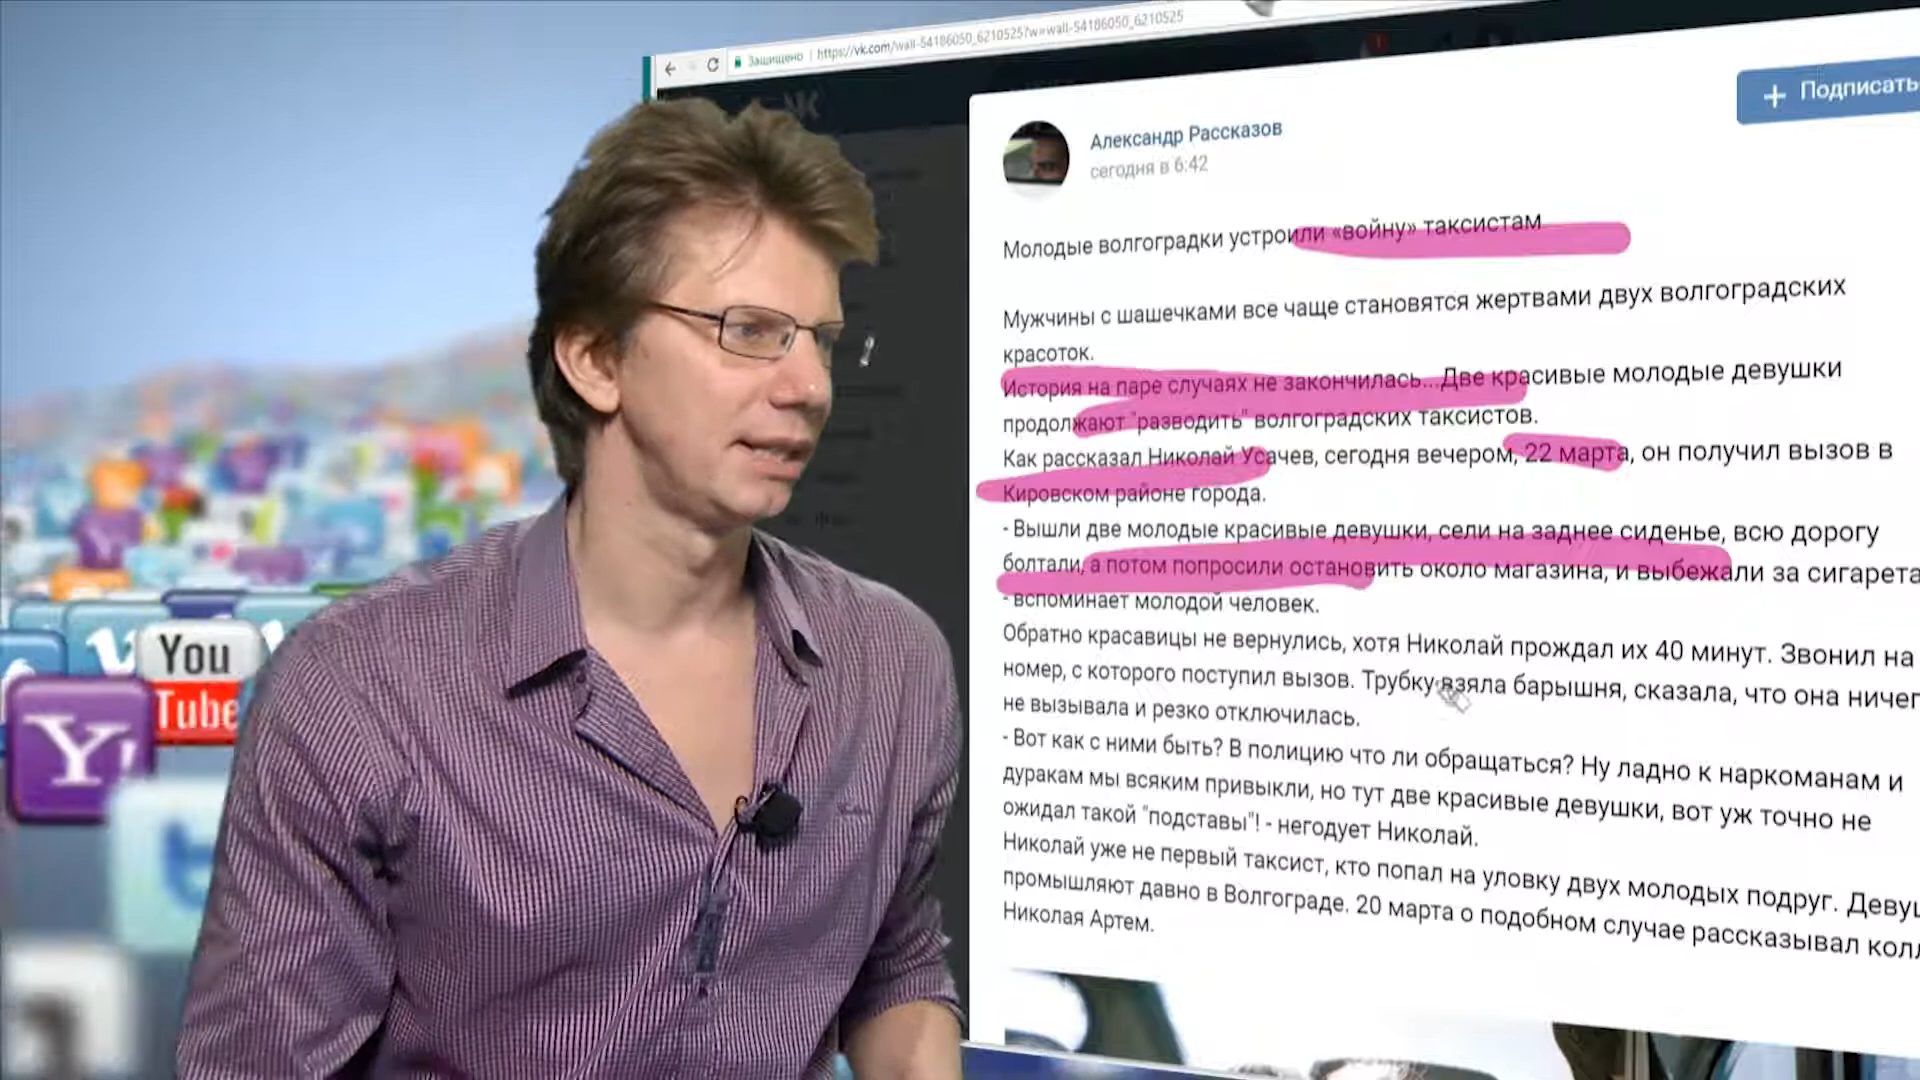 Защищено | https://vk.com/wall-54186050_6210525?w=wall-54186050_6210525
Подписать
Александр Рассказов
сегодня в 6:42
Молодые волгоградки устроили «войну» таксистам
Мужчины с шашечками все чаще становятся жертвами двух волгоградских
красоток.
История на паре случаях не закончилась...Две красивые молодые девушки
продолжают "разводить" волгоградских таксистов.
Как рассказал Николай Усачев, сегодня вечером, 22 марта, он получил вызов в
Кировском районе города.
- Вышли две молодые красивые девушки, сели на заднее сиденье, всю дорогу
болтали, а потом попросили остановить около магазина, и выбежали за сигарета
- вспоминает молодой человек.
Обратно красавицы не вернулись, хотя Николай прождал их 40 минут. Звонил на
номер, с которого поступил вызов. Трубку взяла барышня, сказала, что она ничег
не вызывала и резко отключилась.
- Вот как с ними быть? В полицию что ли обращаться? Ну ладно к наркоманам и
дуракам мы всяким привыкли, но тут две красивые девушки, вот уж точно не
ожидал такой "подставы"! - негодует Николай.
Николай уже не первый таксист, кто попал на уловку двух молодых подруг. Девуш
промышляют давно в Волгограде. 20 марта о подобном случае рассказывал колл
Николая Артем.
You
Tube
Y!